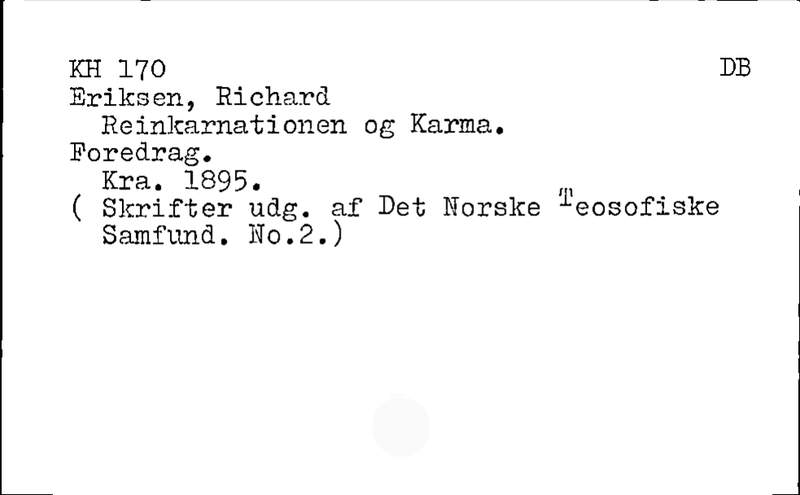 KH 170 DB
Eriksen, Richard
Reinkarnationen og Karma.
Foredrag.
Kra. 1895.
( Skrifter udg. af Det Norske Teosofiske
Samfund. No.2.)